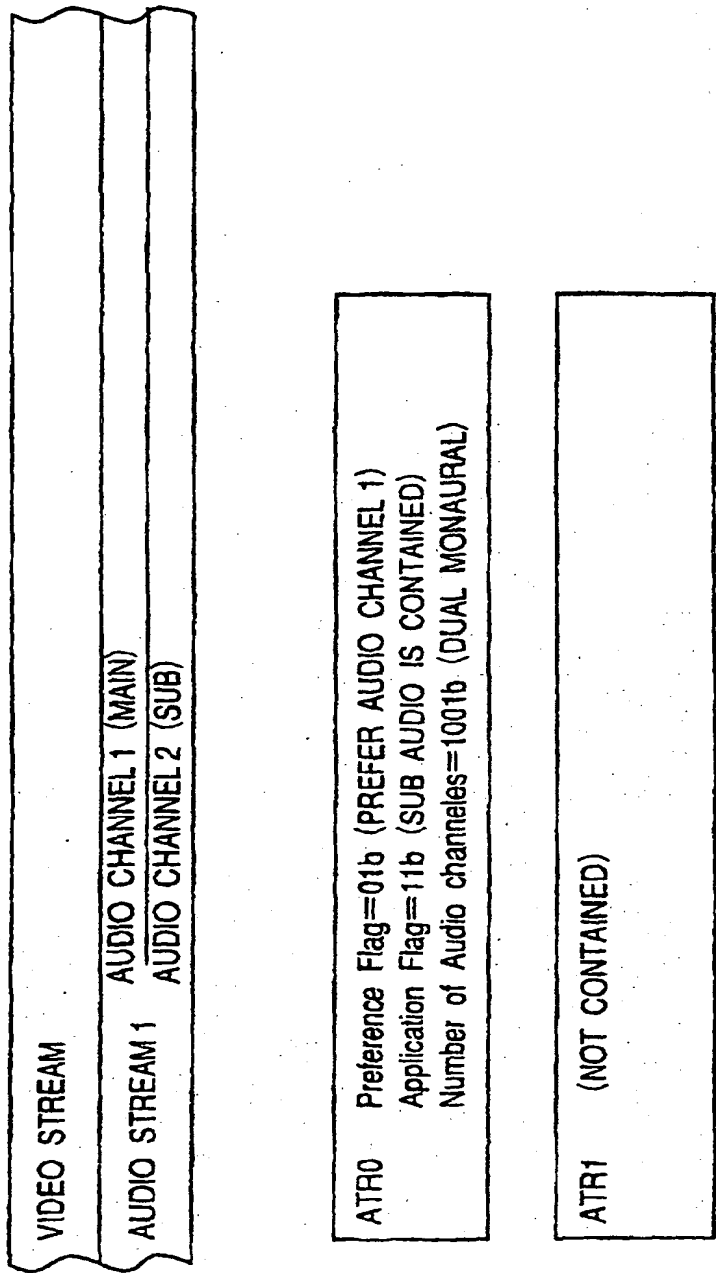 VIDEO STREAM
AUDIO STREAM 1 AUDIO CHANNEL 1 (MAIN)
AUDIO CHANNEL 2 (SUB)
ATR0 Preference Flag=01b (PREFER AUDIO CHANNEL 1)
Application Flag=11b (SUB AUDIO IS CONTAINED)
Number of Audio channeles=1001b (DUAL MONAURAL)
ATR1 (NOT CONTAINED)